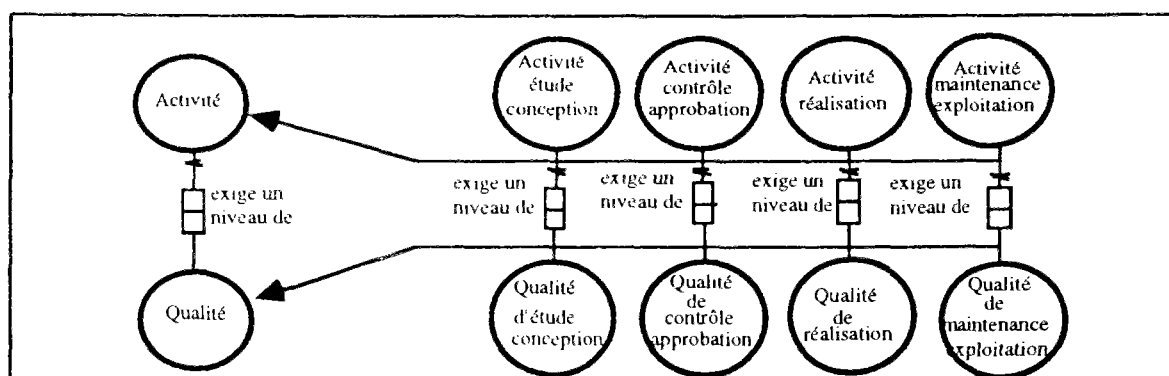 Activité
exige un
niveau de
Qualité
Activité
étude
conception
exige un
niveau de
Qualité
d'étude
conception
Activité
contrôle
approbation
exige un
niveau de
Qualité
de
contrôle
approbation
Activité
réalisation
exige un
niveau de
Qualité
de
réalisation
Activité
maintenance
exploitation
exige un
niveau de
Qualité
de
maintenance
exploitation